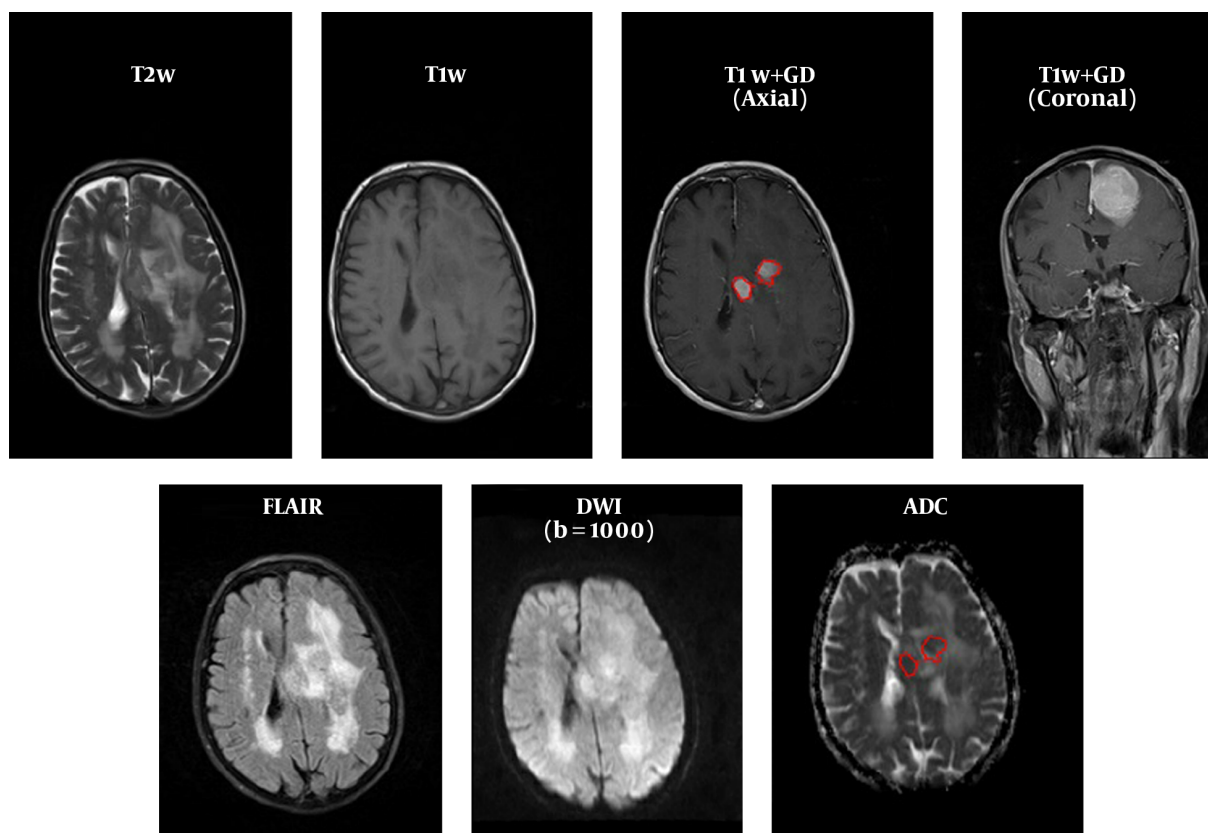 T2w
T1w
T1 w+GD
(Axial)
T1w+GD
(Coronal)
FLAIR
DWI
(b = 1000)
ADC